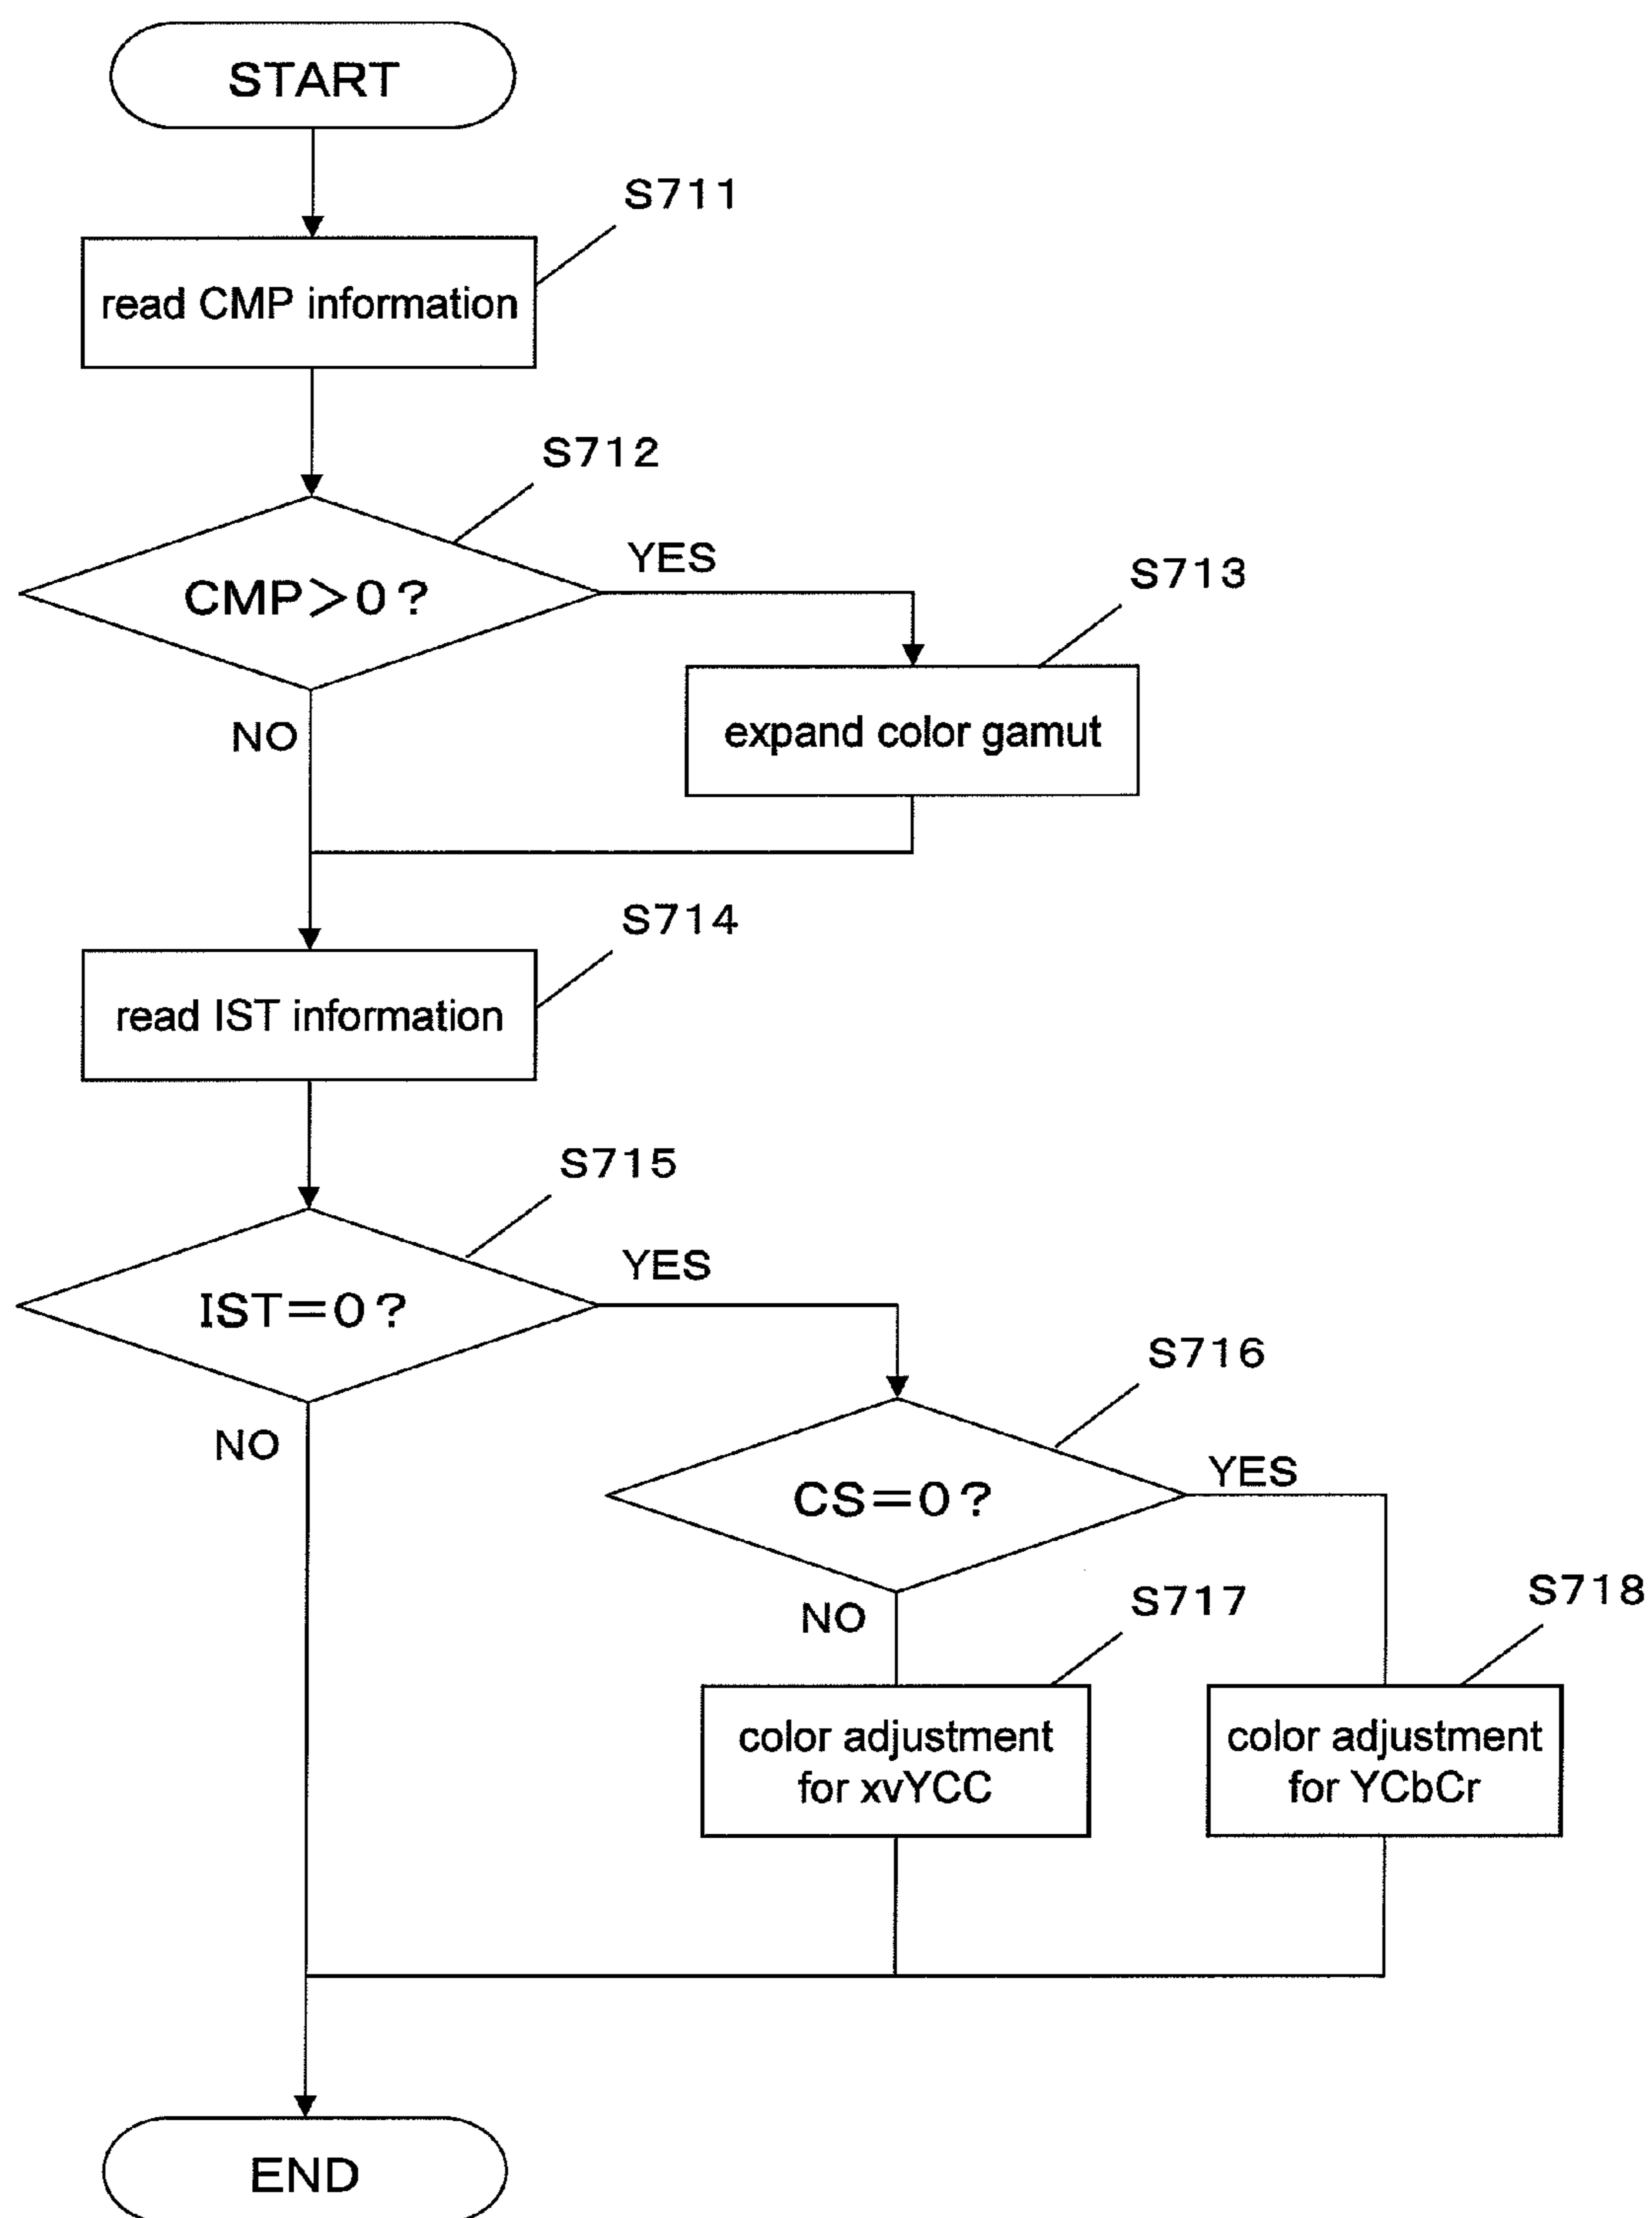 START
S711
read CMP information
S712
CMP>0?
YES
S713
expand color gamut
NO
S714
read IST information
S715
IST=0?
YES
S716
NO
CS=0?
YES
S717
S718
NO
color adjustment
for xvYCC
color adjustment
for YCbCr
END